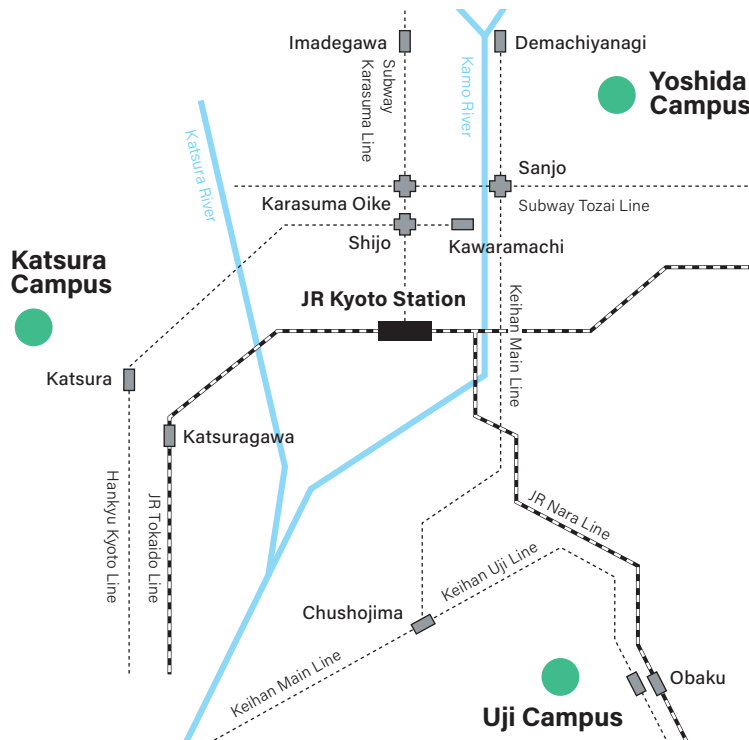 Imadegawa
Demachiyanagi
Subway
Karasuma Line
Kamo River
Yoshida
Campus
Katsura River
Sanjo
Karasuma Oike
Subway Tozai Line
Shijo
Kawaramachi
Katsura
Campus
JR Kyoto Station
Keihan Main Line
Katsura
Katsuragawa
Hankyu Kyoto Line
JR Tokaido Line
JR Nara Line
Keihan Uji Line
Chushojima
Keihan Main Line
Obaku
Uji Campus